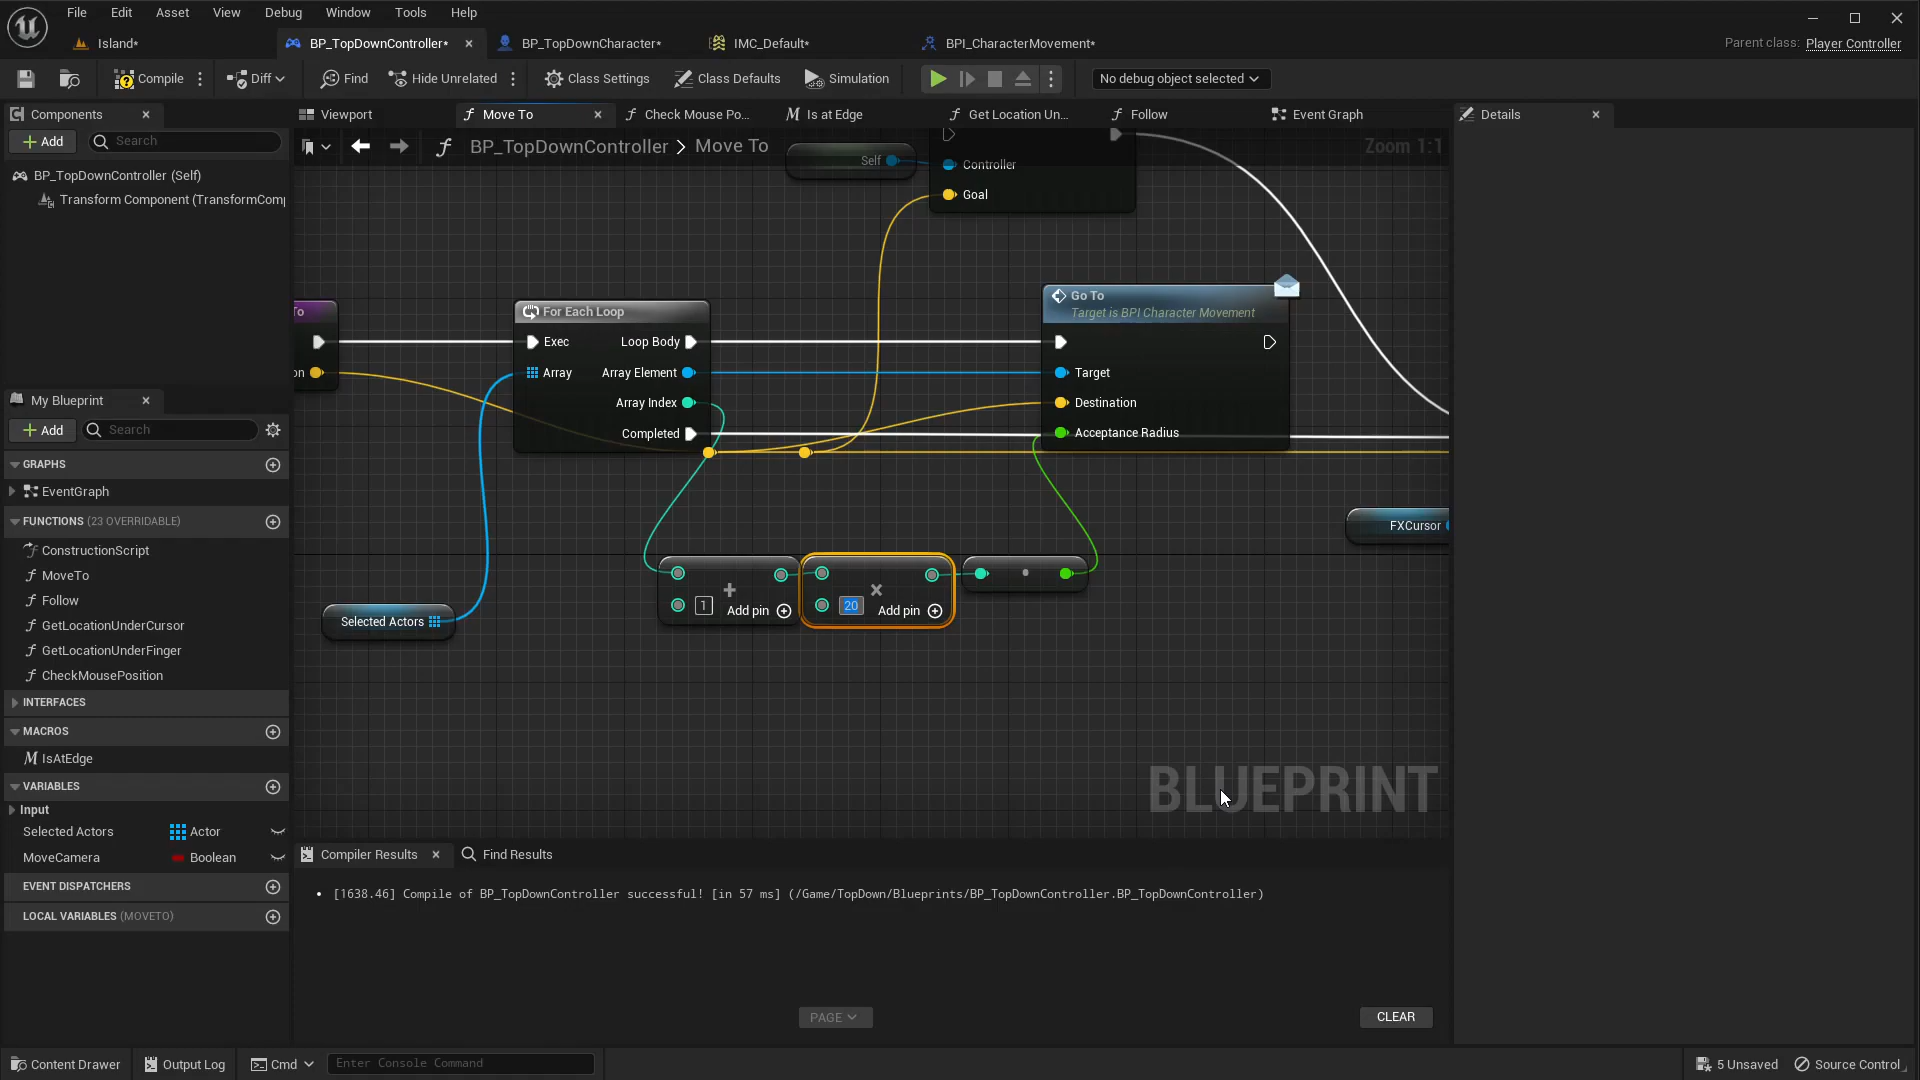 File Edit Asset View Debug Window Tools Help
Island* BP_TopDownController* BP_TopDownCharacter* IMC_Default* BPI_CharacterMovement* Parent class: Player Controller
Compile Diff Find Hide Unrelated Class Settings Class Defaults Simulation No debug object selected
Components Viewport Move To Check Mouse Po... Is at Edge Get Location Un... Follow Event Graph Details
Add Search
BP_TopDownController > Move To Zoom 1:1
BP_TopDownController (Self)
Transform Component (TransformComp
Self Controller
Goal
To
on
For Each Loop
Exec Loop Body
Array Array Element
Array Index
Completed
Go To
Target is BPI Character Movement
Target
Destination
Acceptance Radius
FXCursor
1 Add pin
20 Add pin
Selected Actors
BLUEPRINT
My Blueprint
Add Search
GRAPHS
EventGraph
FUNCTIONS (23 OVERRIDABLE)
ConstructionScript
MoveTo
Follow
GetLocationUnderCursor
GetLocationUnderFinger
CheckMousePosition
INTERFACES
MACROS
IsAtEdge
VARIABLES
Input
Selected Actors Actor
MoveCamera Boolean
EVENT DISPATCHERS
LOCAL VARIABLES (MOVETO)
Compiler Results Find Results
[1638.46] Compile of BP_TopDownController successful! [in 57 ms] (/Game/TopDown/Blueprints/BP_TopDownController.BP_TopDownController)
PAGE CLEAR
Content Drawer Output Log Cmd Enter Console Command 5 Unsaved Source Control